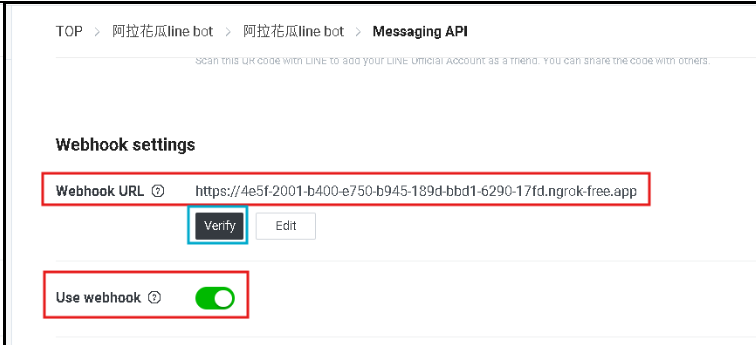 TOP > 阿拉花瓜line bot > 阿拉花瓜line bot > Messaging API
Scan this QR code with LINE to add your LINE Official Account as a friend. You can share the code with others.
Webhook settings
Webhook URL ? https://4e5f-2001-b400-e750-b945-189d-bbd1-6290-17fd.ngrok-free.app
Verify Edit
Use webhook ?